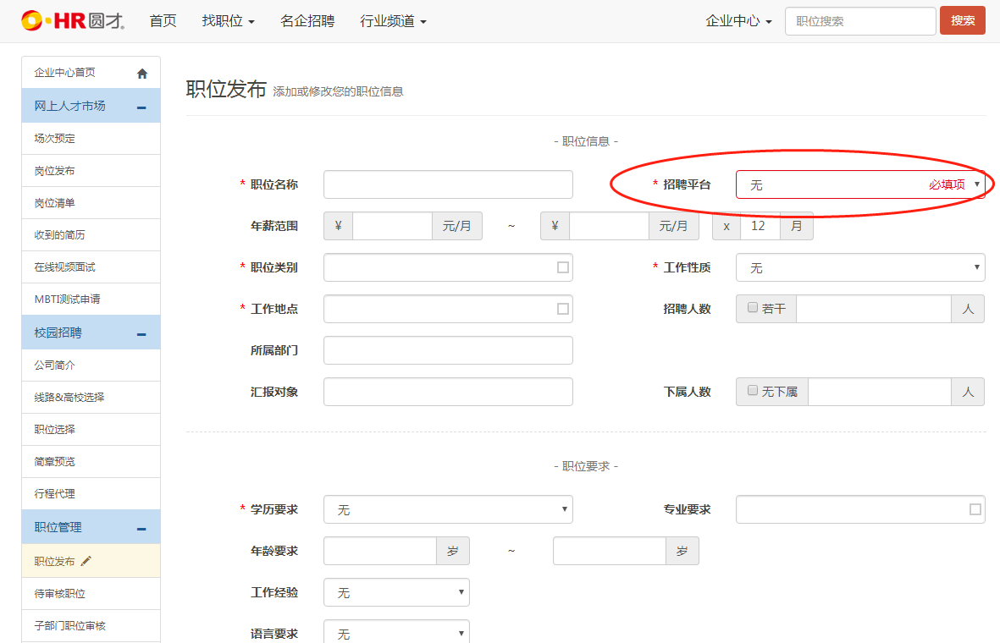 HR圆才 首页 找职位 名企招聘 行业频道 企业中心 职位搜索 搜索
企业中心首页
网上人才市场
场次预定
岗位发布
岗位清单
收到的简历
在线视频面试
MBTI测试申请
校园招聘
公司简介
线路&高校选择
职位选择
简章预览
行程代理
职位管理
职位发布
待审核职位
子部门职位审核
职位发布 添加或修改您的职位信息
- 职位信息 -
* 职位名称 * 招聘平台 无 必填项
年薪范围 ¥ 元/月 ~ ¥ 元/月 x 12 月
* 职位类别 * 工作性质 无
* 工作地点 招聘人数 若干 人
所属部门
汇报对象 下属人数 无下属 人
- 职位要求 -
* 学历要求 无 专业要求
年龄要求 岁 ~ 岁
工作经验 无
语言要求 无